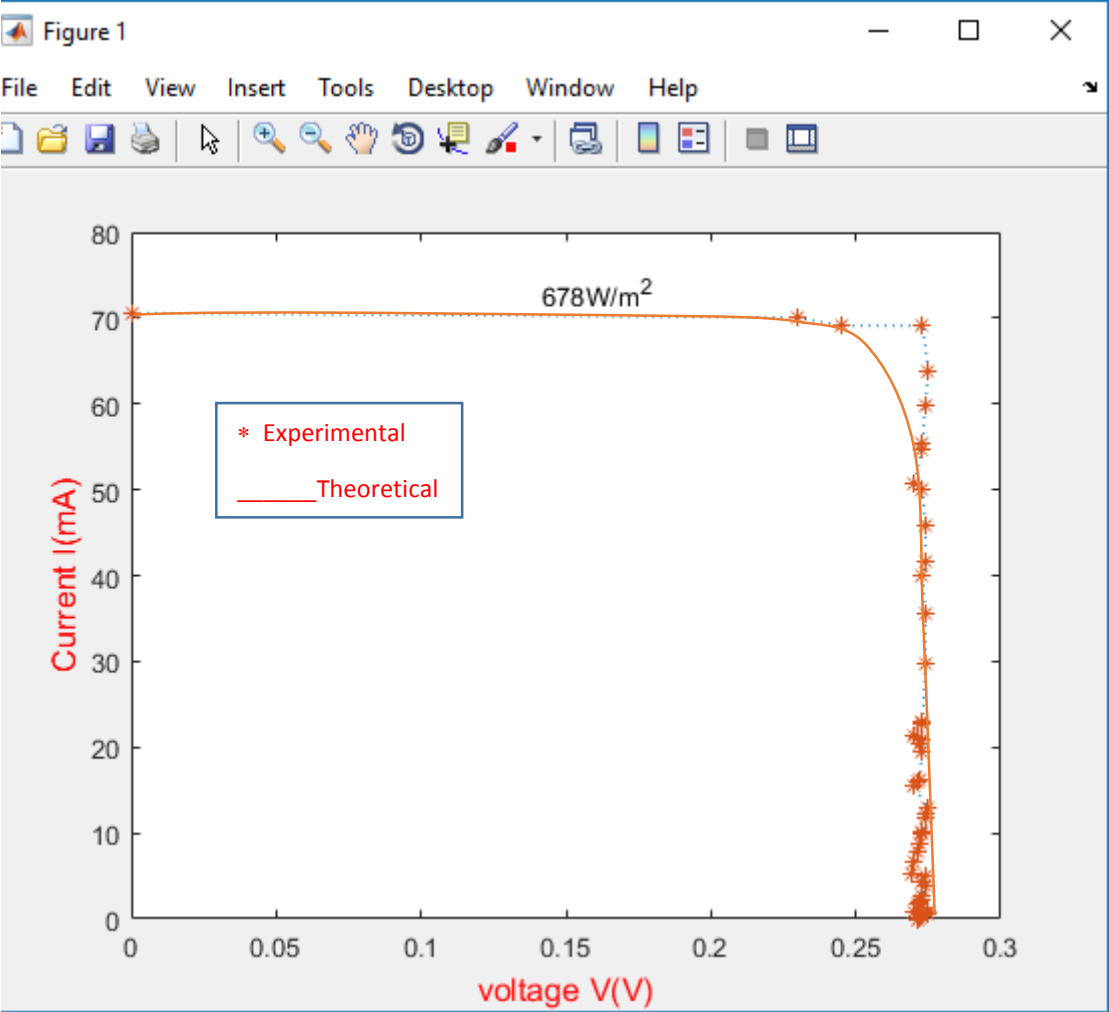 Figure 1
File Edit View Insert Tools Desktop Window Help
80
678W/m²
70
60
* Experimental
______Theoretical
50
Current I(mA)
40
30
20
10
0
0 0.05 0.1 0.15 0.2 0.25 0.3
voltage V(V)